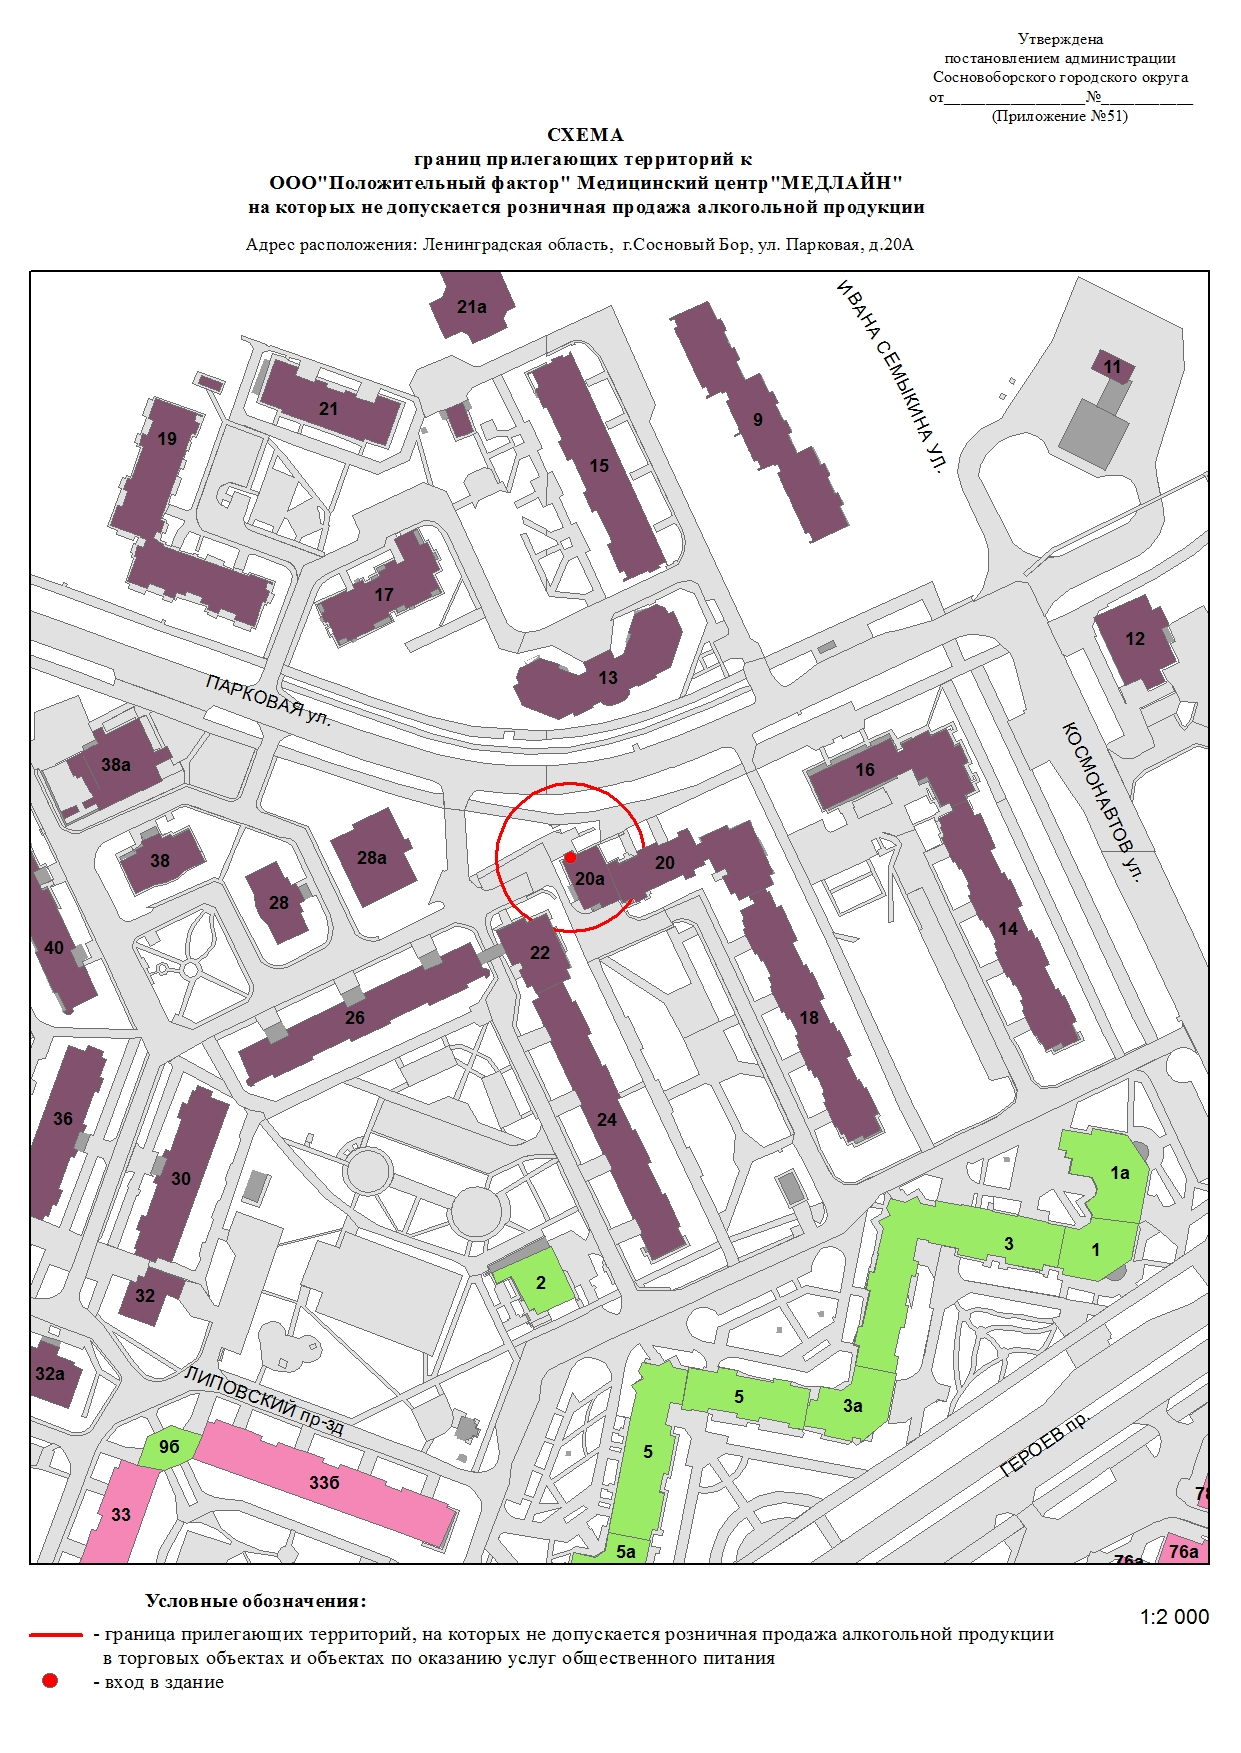 Утверждена
постановлением администрации
Сосновоборского городского округа
от_________________№___________
(Приложение №51)
СХЕМА
границ прилегающих территорий к
ООО"Положительный фактор" Медицинский центр"МЕДЛАЙН"
на которых не допускается розничная продажа алкогольной продукции
Адрес расположения: Ленинградская область, г.Сосновый Бор, ул. Парковая, д.20А
21а
ИВАНА СЕМЫКИНА УЛ.
11
21
9
19
15
17
12
13
ПАРКОВАЯ ул.
КОСМОНАВТОВ ул.
38а
16
38
28а
20а
20
28
14
40
22
26
18
36
24
30
1а
3
1
2
32
32а
ЛИПОВСКИЙ пр-зд
5
3а
ГЕРОЕВ пр.
9б
5
33б
33
78
5а
76а
76а
Условные обозначения:
1:2 000
- граница прилегающих территорий, на которых не допускается розничная продажа алкогольной продукции
в торговых объектах и объектах по оказанию услуг общественного питания
- вход в здание